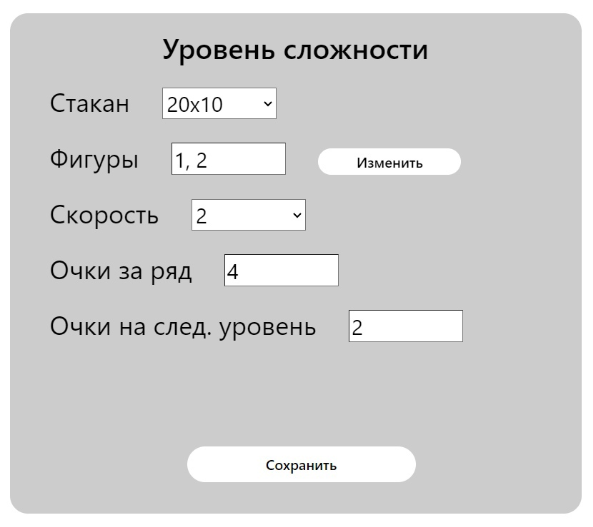 Уровень сложности
Стакан 20x10
Фигуры 1, 2 Изменить
Скорость 2
Очки за ряд 4
Очки на след. уровень 2
Сохранить